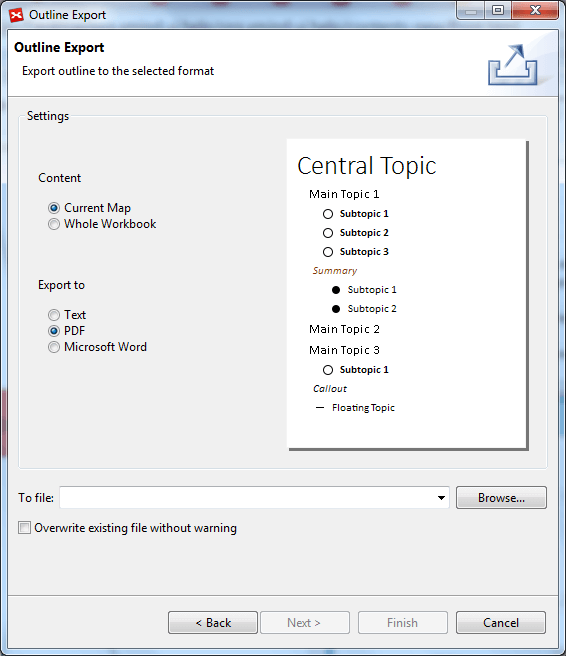 Outline Export
Outline Export
Export outline to the selected format
Settings
Content
Current Map
Whole Workbook
Export to
Text
PDF
Microsoft Word
Central Topic
Main Topic 1
Subtopic 1
Subtopic 2
Subtopic 3
Summary
Subtopic 1
Subtopic 2
Main Topic 2
Main Topic 3
Subtopic 1
Callout
Floating Topic
To file:
Browse...
Overwrite existing file without warning
< Back
Next >
Finish
Cancel